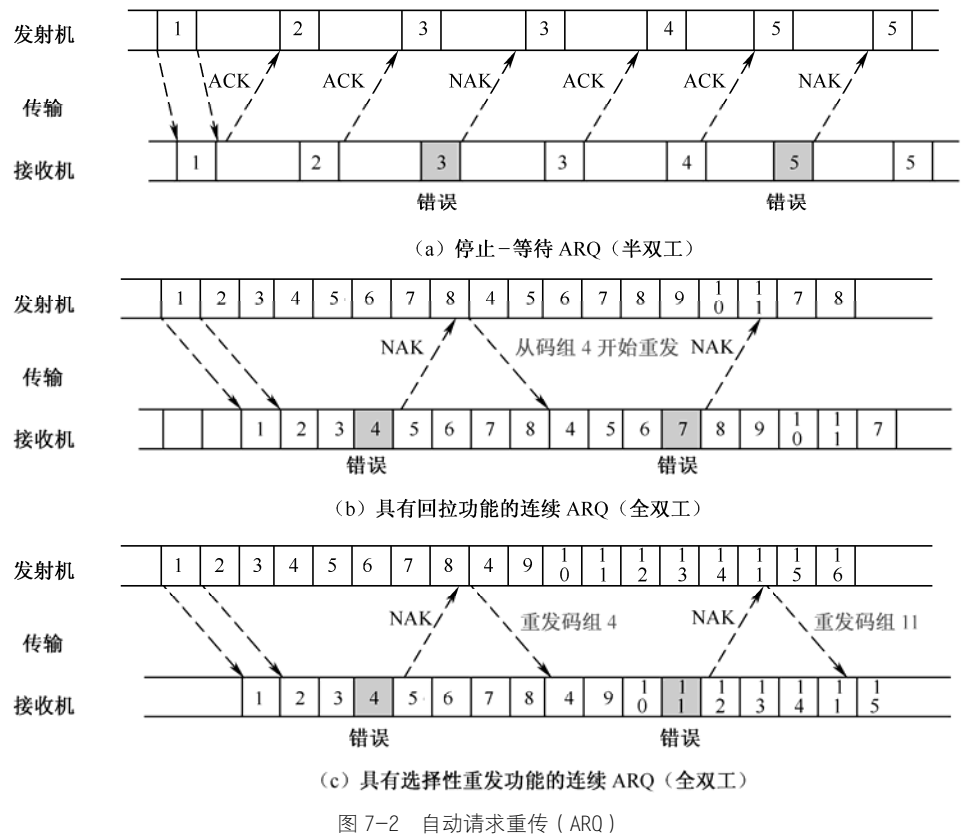 发射机 1 2 3 3 4 5 5
ACK ACK NAK ACK ACK NAK
传输
接收机 1 2 3 3 4 5 5
错误 错误
（a）停止－等待 ARQ（半双工）
发射机 1 2 3 4 5 6 7 8 4 5 6 7 8 9 10 11 7 8
NAK 从码组 4 开始重发 NAK
传输
接收机 1 2 3 4 5 6 7 8 4 5 6 7 8 9 10 11 7
错误 错误
（b）具有回拉功能的连续 ARQ（全双工）
发射机 1 2 3 4 5 6 7 8 4 9 10 11 12 13 14 11 15 16
NAK 重发码组 4 NAK 重发码组 11
传输
接收机 1 2 3 4 5 6 7 8 4 9 10 11 12 13 14 11 15
错误 错误
（c）具有选择性重发功能的连续 ARQ（全双工）
图 7-2 自动请求重传（ARQ）